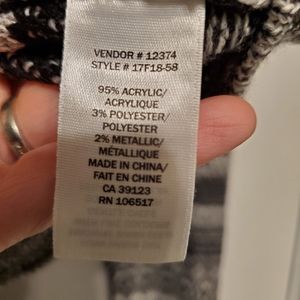 VENDOR # 12374
STYLE # 17F18-58
95% ACRYLIC/
ACRYLIQUE
3% POLYESTER/
POLYESTER
2% METALLIC/
MÉTALLIQUE
MADE IN CHINA/
FAIT EN CHINE
CA 39123
RN 106517